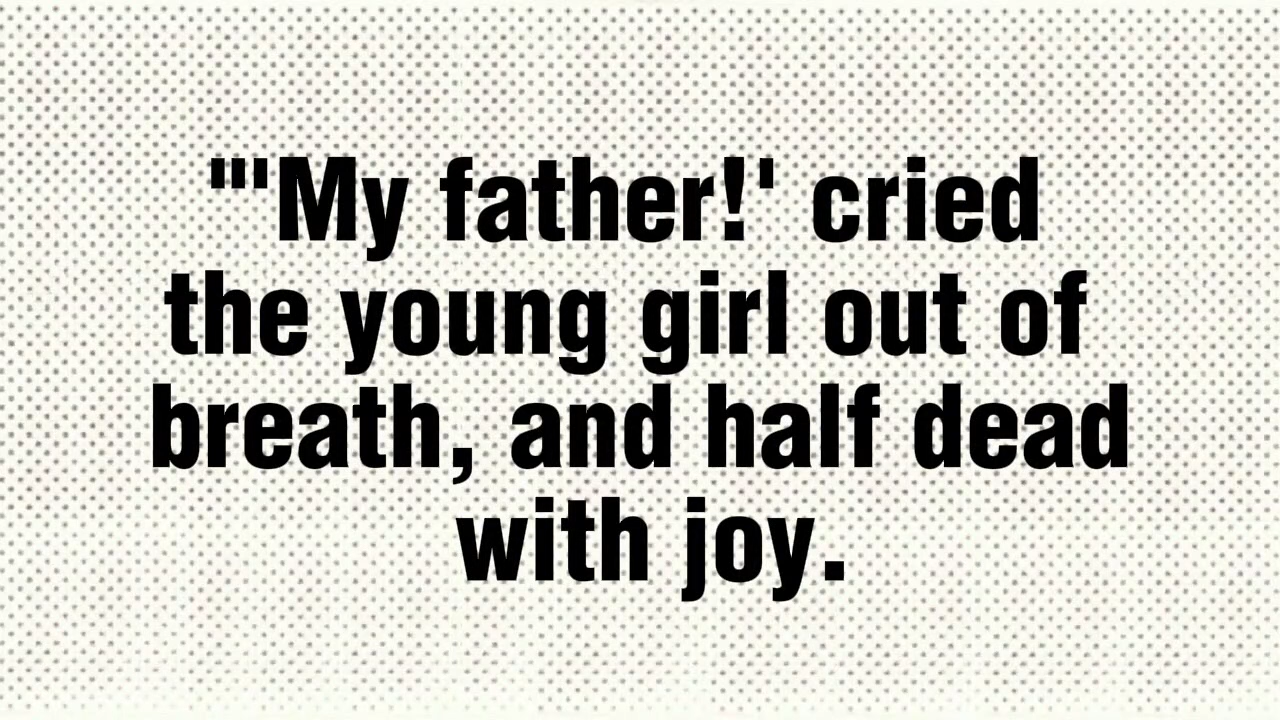 "'My father!' cried
the young girl out of
breath, and half dead
with joy.